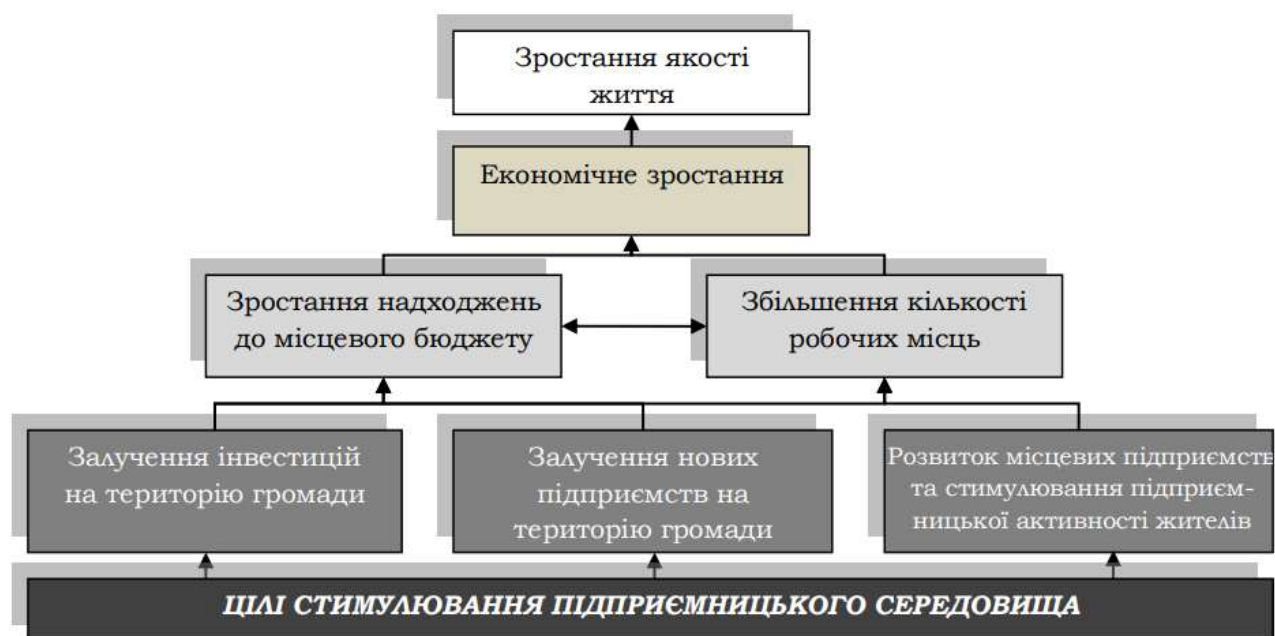 Зростання якості
життя
Економічне зростання
Зростання надходжень
до місцевого бюджету
Збільшення кількості
робочих місць
Залучення інвестицій
на територію громади
Залучення нових
підприємств на
територію громади
Розвиток місцевих підприємств
та стимулювання підприєм-
ницької активності жителів
ЦІЛІ СТИМУЛЮВАННЯ ПІДПРИЄМНИЦЬКОГО СЕРЕДОВИЩА